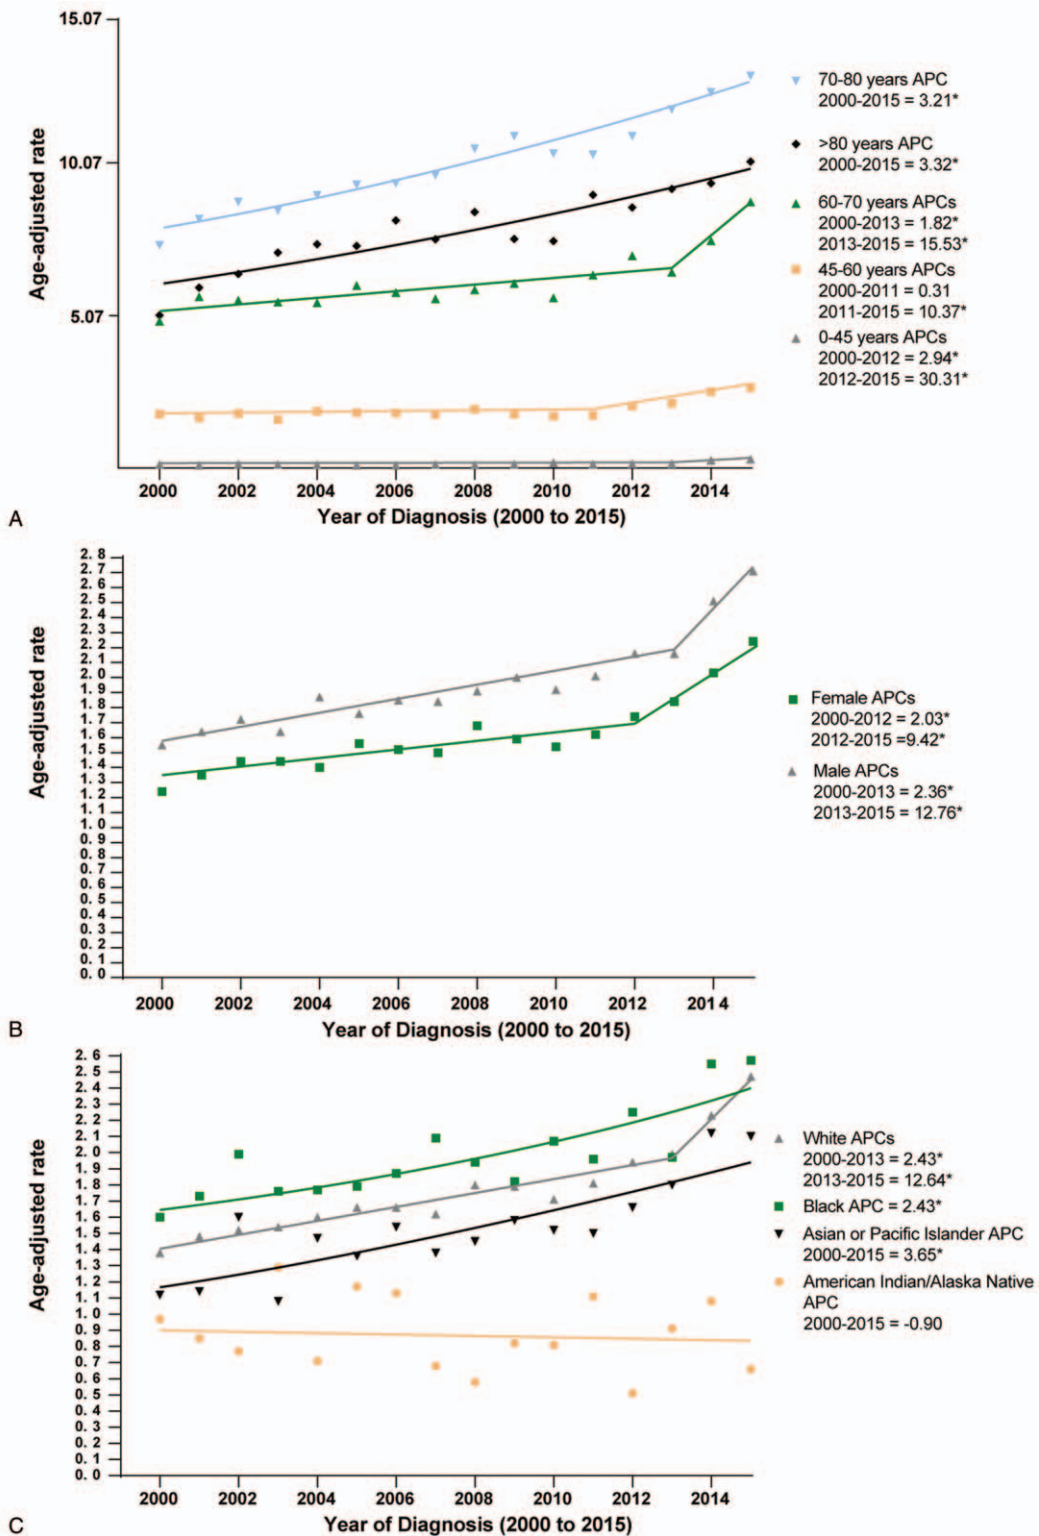 15.07
10.07
5.07
Age-adjusted rate
70-80 years APC
2000-2015 = 3.21*
>80 years APC
2000-2015 = 3.32*
60-70 years APCs
2000-2013 = 1.82*
2013-2015 = 15.53*
45-60 years APCs
2000-2011 = 0.31
2011-2015 = 10.37*
0-45 years APCs
2000-2012 = 2.94*
2012-2015 = 30.31*
2000 2002 2004 2006 2008 2010 2012 2014
Year of Diagnosis (2000 to 2015)
A
2.8
2.7
2.6
2.5
2.4
2.3
2.2
2.1
2.0
1.9
1.8
1.7
1.6
1.5
1.4
1.3
1.2
1.0
0.9
0.8
0.7
0.6
0.5
0.4
0.3
0.2
0.1
0.0
Age-adjusted rate
Female APCs
2000-2012 = 2.03*
2012-2015 =9.42*
Male APCs
2000-2013 = 2.36*
2013-2015 = 12.76*
2000 2002 2004 2006 2008 2010 2012 2014
Year of Diagnosis (2000 to 2015)
B
2.6
2.5
2.4
2.3
2.2
2.1
2.0
1.9
1.8
1.7
1.6
1.5
1.4
1.3
1.2
1.1
1.0
0.9
0.8
0.7
0.6
0.5
0.4
0.3
0.2
0.1
0.0
Age-adjusted rate
White APCs
2000-2013 = 2.43*
2013-2015 = 12.64*
Black APC = 2.43*
Asian or Pacific Islander APC
2000-2015 = 3.65*
American Indian/Alaska Native
APC
2000-2015 = -0.90
2000 2002 2004 2006 2008 2010 2012 2014
Year of Diagnosis (2000 to 2015)
C